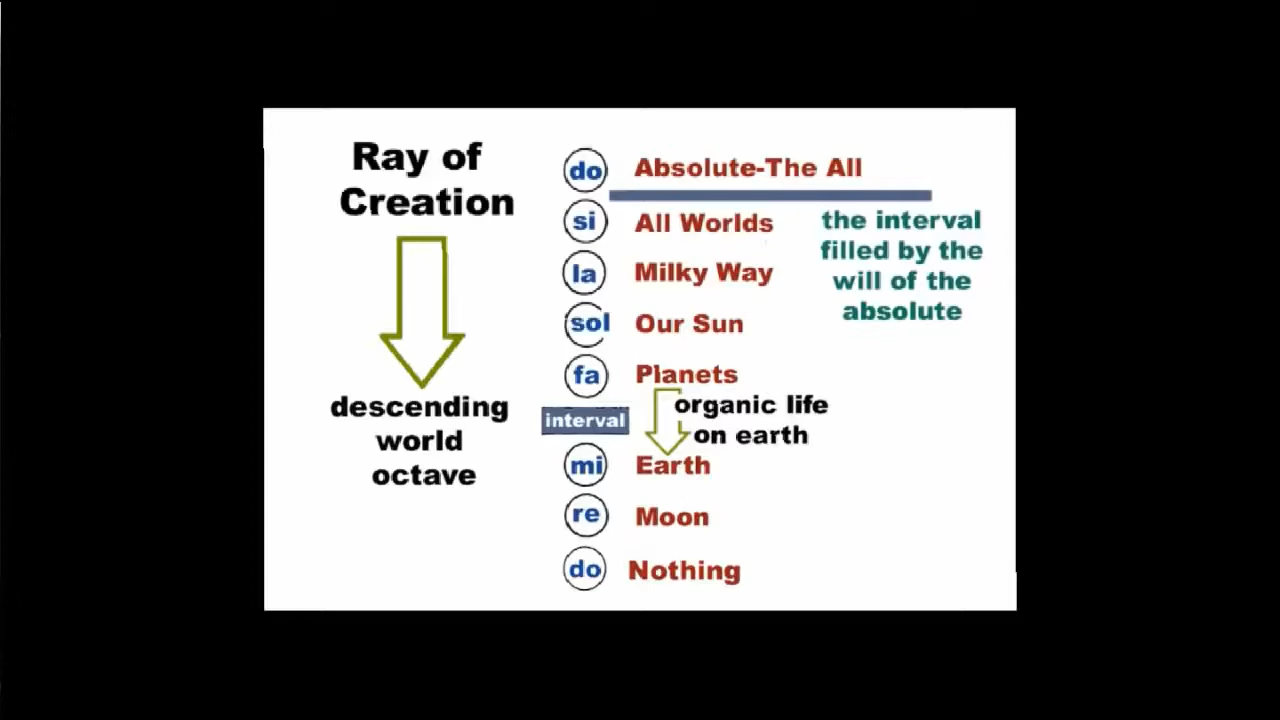 Ray of
Creation
descending
world
octave
do Absolute-The All
si All Worlds
la Milky Way
sol Our Sun
fa Planets
interval
mi Earth
re Moon
do Nothing
organic life
on earth
the interval
filled by the
will of the
absolute